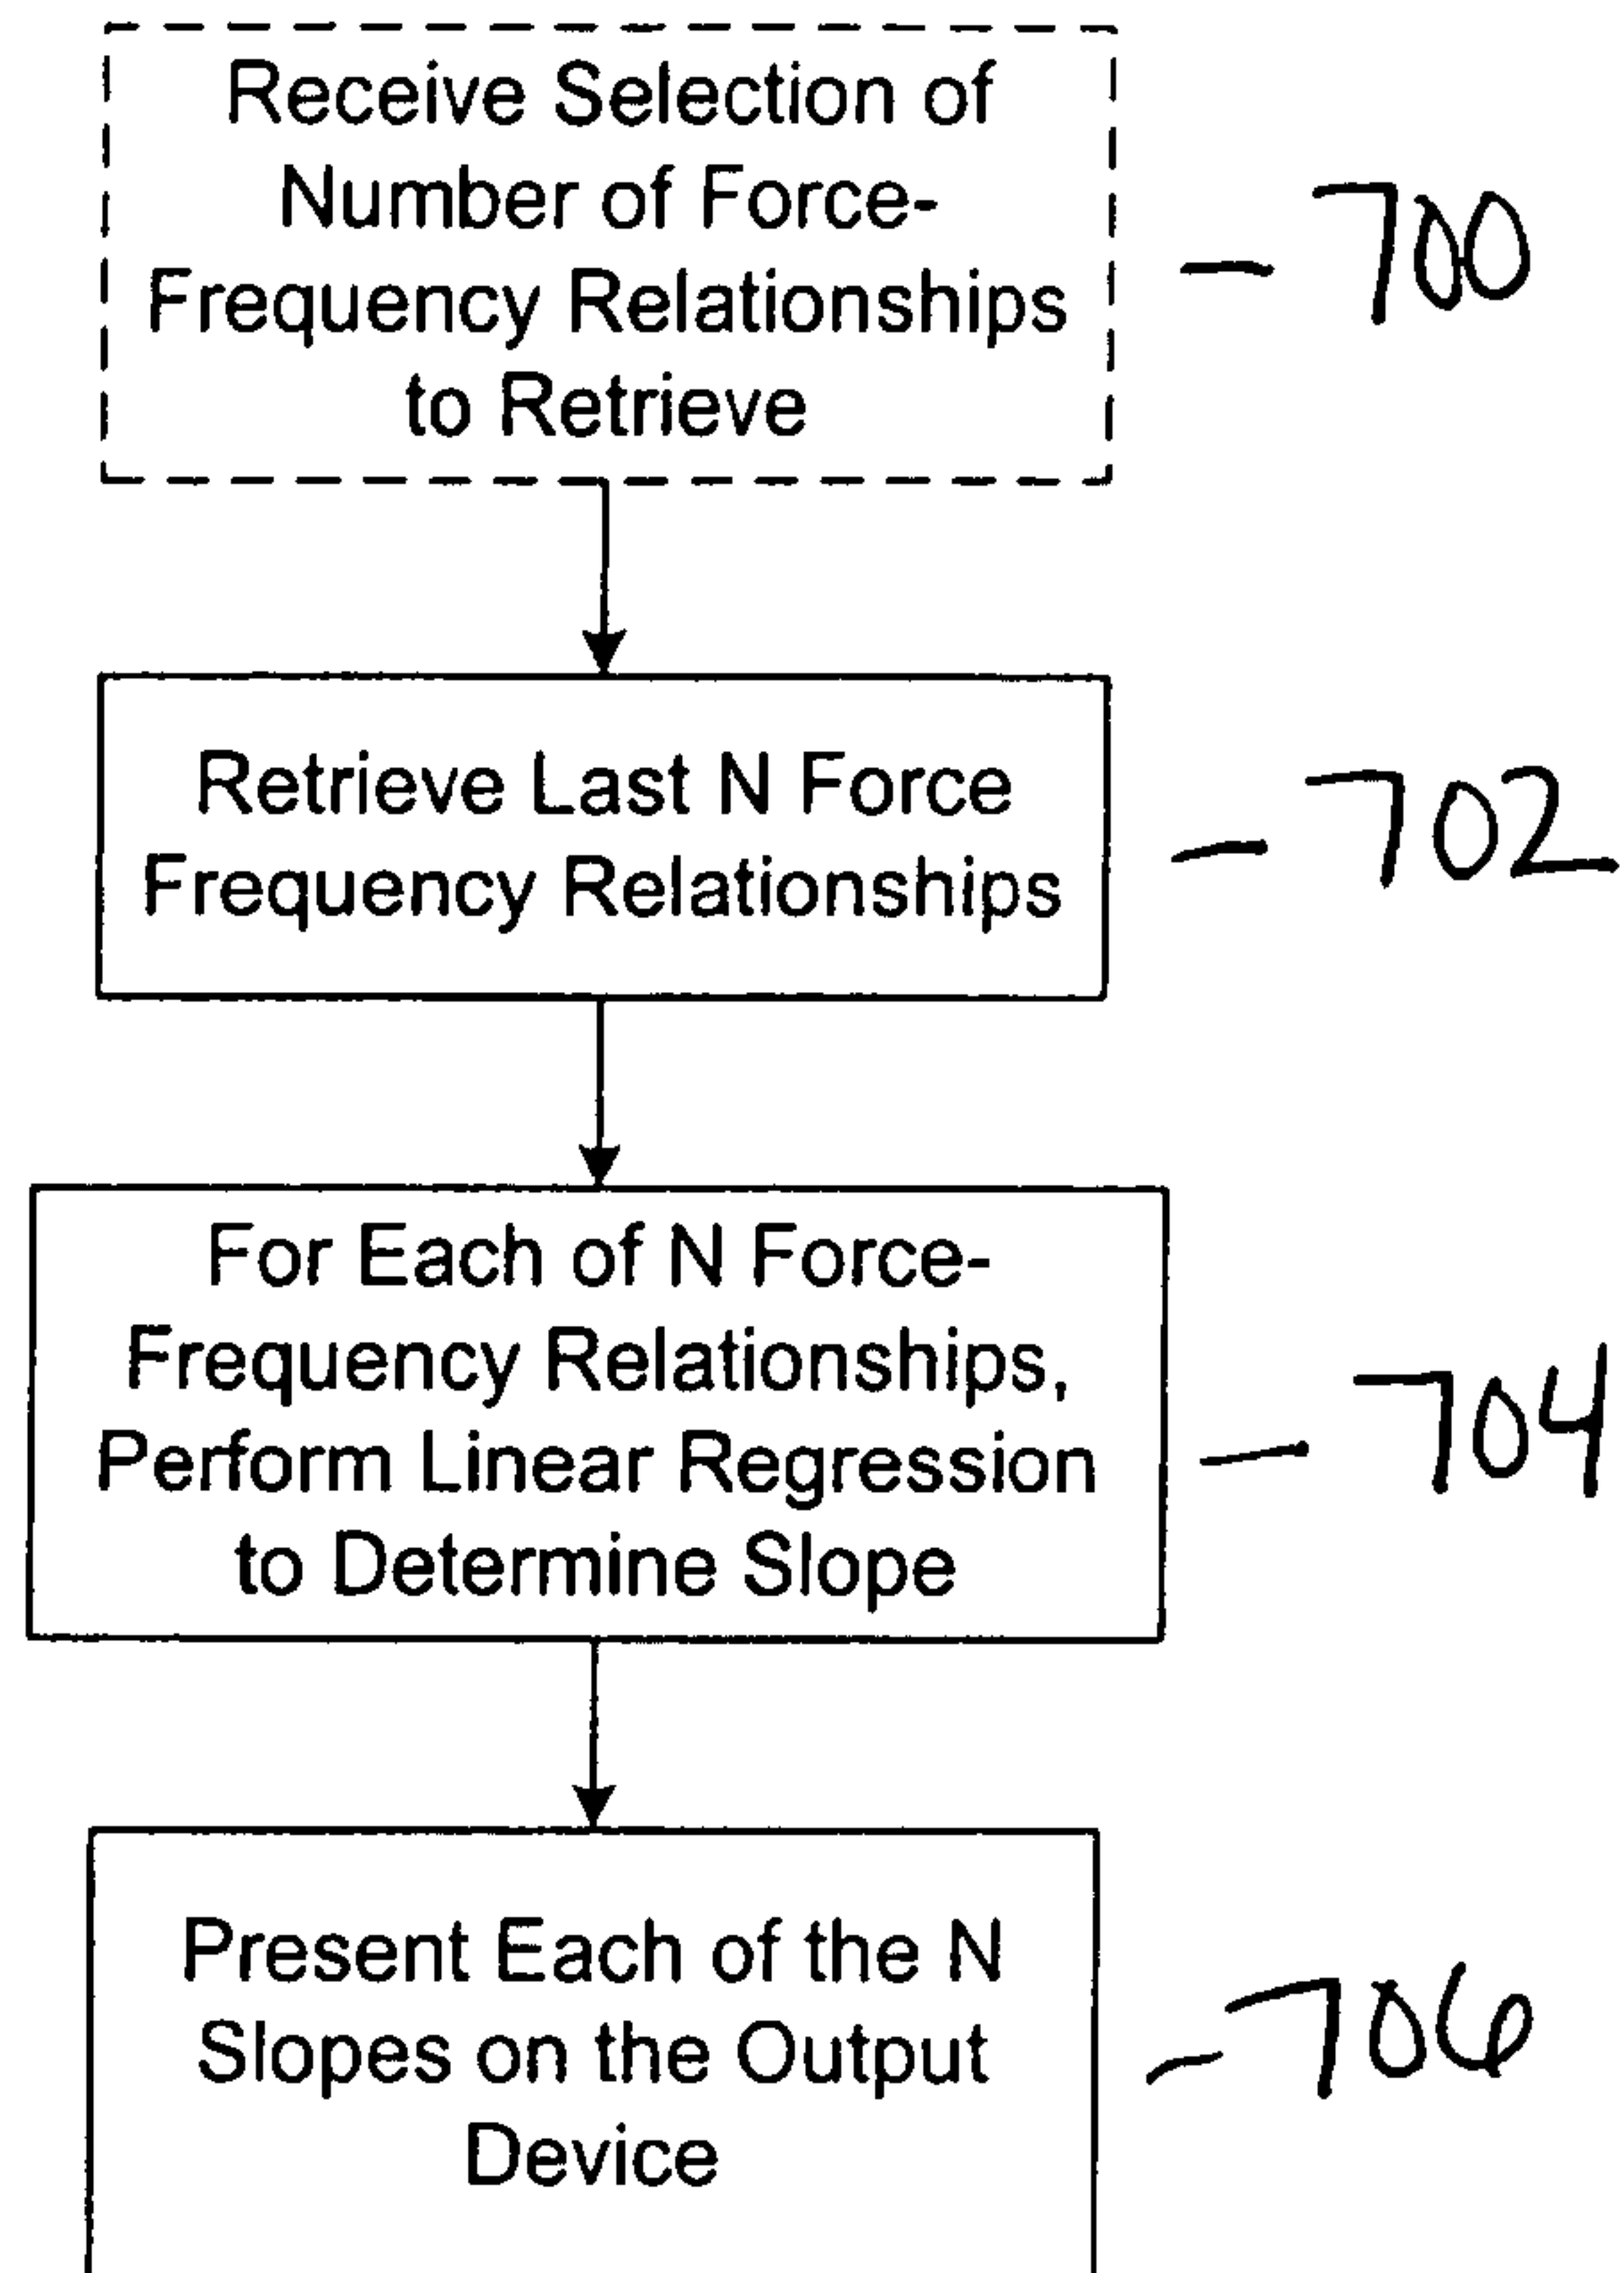 Receive Selection of
Number of Force-
Frequency Relationships
to Retrieve
- 700
Retrieve Last N Force
Frequency Relationships
- 702
For Each of N Force-
Frequency Relationships,
Perform Linear Regression
to Determine Slope
- 704
Present Each of the N
Slopes on the Output
Device
- 706